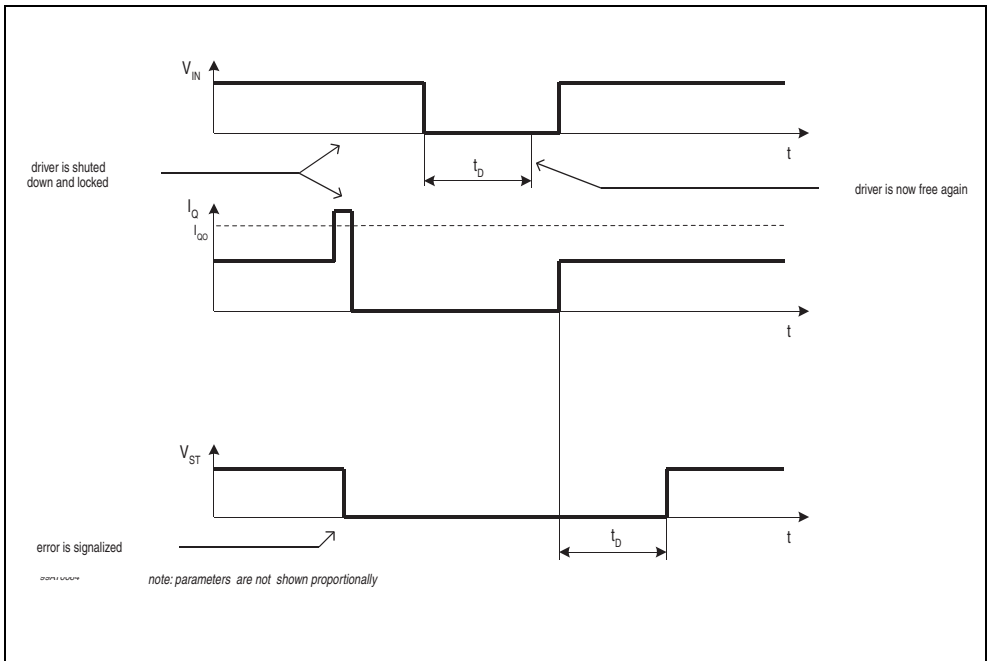 V_IN
t
driver is shuted
down and locked
t_D
driver is now free again
I_Q
I_QO
t
V_ST
t
t_D
error is signalized
note: parameters are not shown proportionally